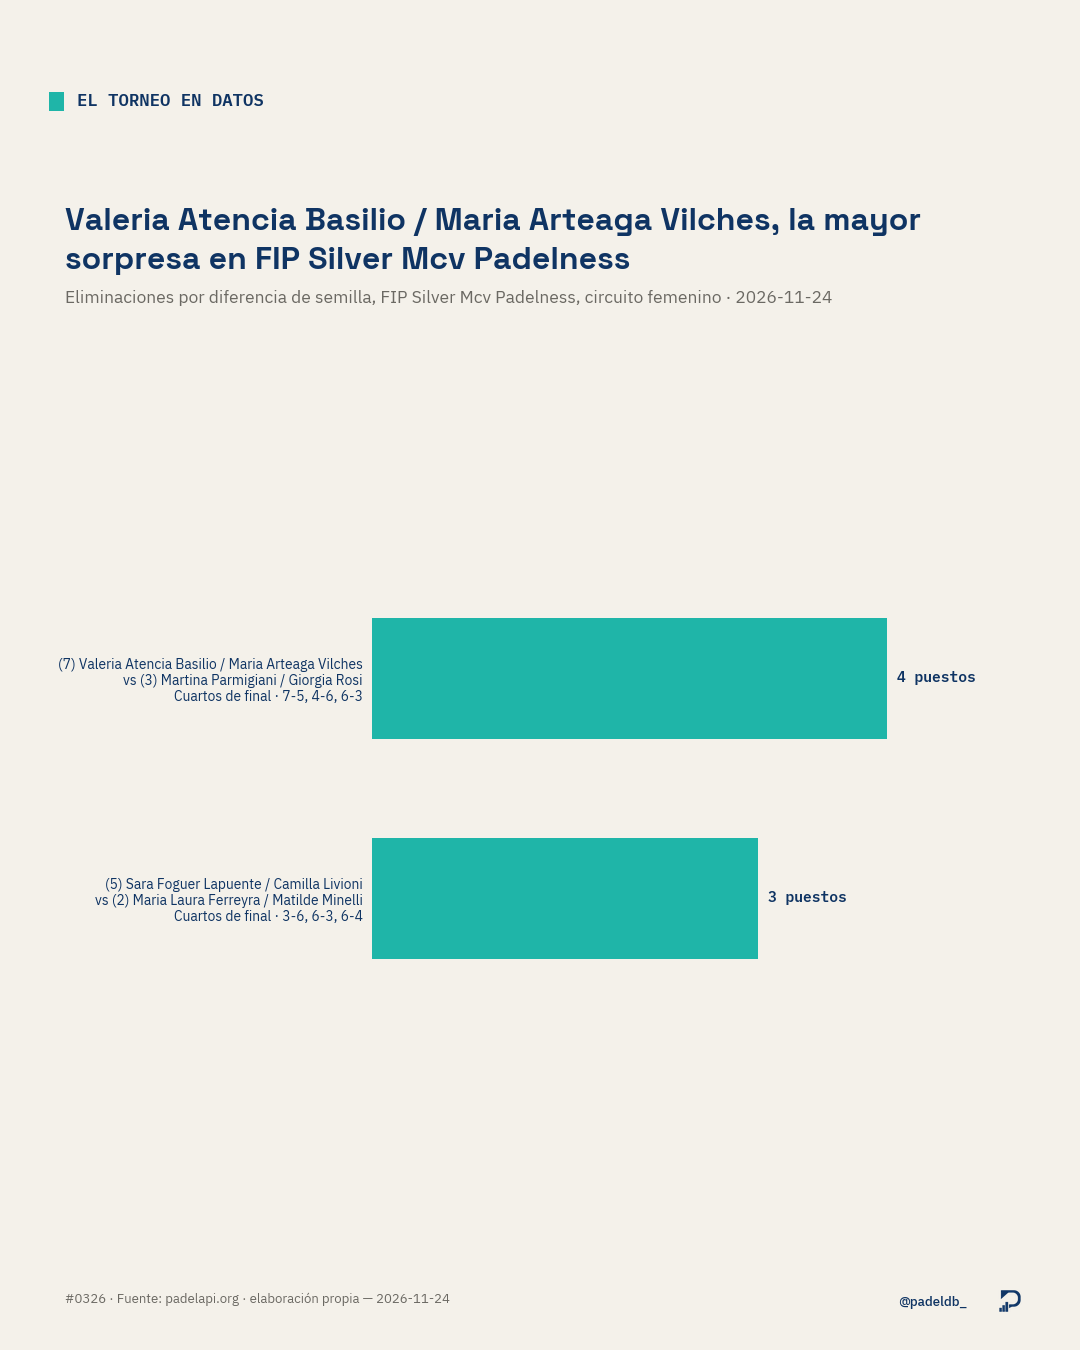 EL TORNEO EN DATOS
Valeria Atencia Basilio / Maria Arteaga Vilches, la mayor
sorpresa en FIP Silver Mcv Padelness
Eliminaciones por diferencia de semilla, FIP Silver Mcv Padelness, circuito femenino · 2026-11-24
(7) Valeria Atencia Basilio / Maria Arteaga Vilches
vs (3) Martina Parmigiani / Giorgia Rosi
Cuartos de final · 7-5, 4-6, 6-3
4 puestos
(5) Sara Foguer Lapuente / Camilla Livioni
vs (2) Maria Laura Ferreyra / Matilde Minelli
Cuartos de final · 3-6, 6-3, 6-4
3 puestos
#0326 · Fuente: padelapi.org · elaboración propia — 2026-11-24
@padeldb_